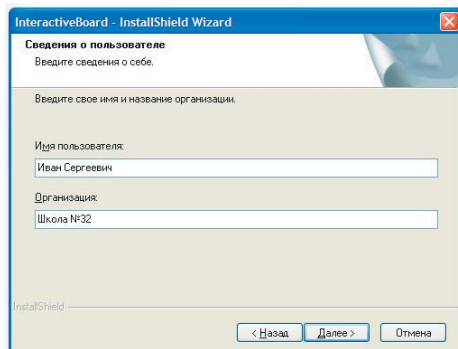 InteractiveBoard - InstallShield Wizard
Сведения о пользователе
Введите сведения о себе.
Введите свое имя и название организации.
Имя пользователя:
Иван Сергеевич
Организация:
Школа №32
InstallShield
< Назад
Далее >
Отмена